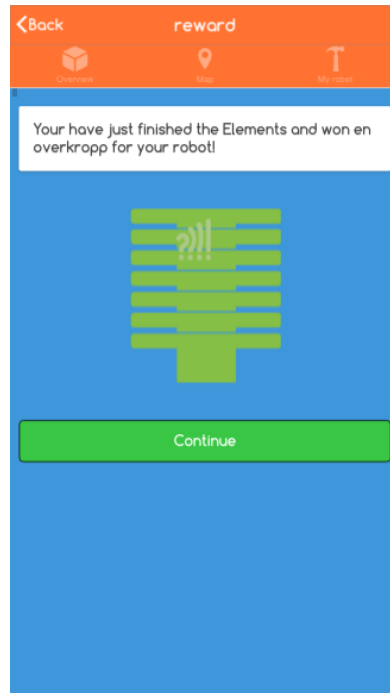 Back
reward
Overview
Map
My robot
Your have just finished the Elements and won en
overkropp for your robot!
?!!!
Continue